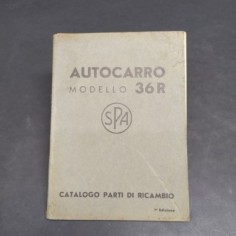 AUTOCARRO
MODELLO 36R
SPA
CATALOGO PARTI DI RICAMBIO